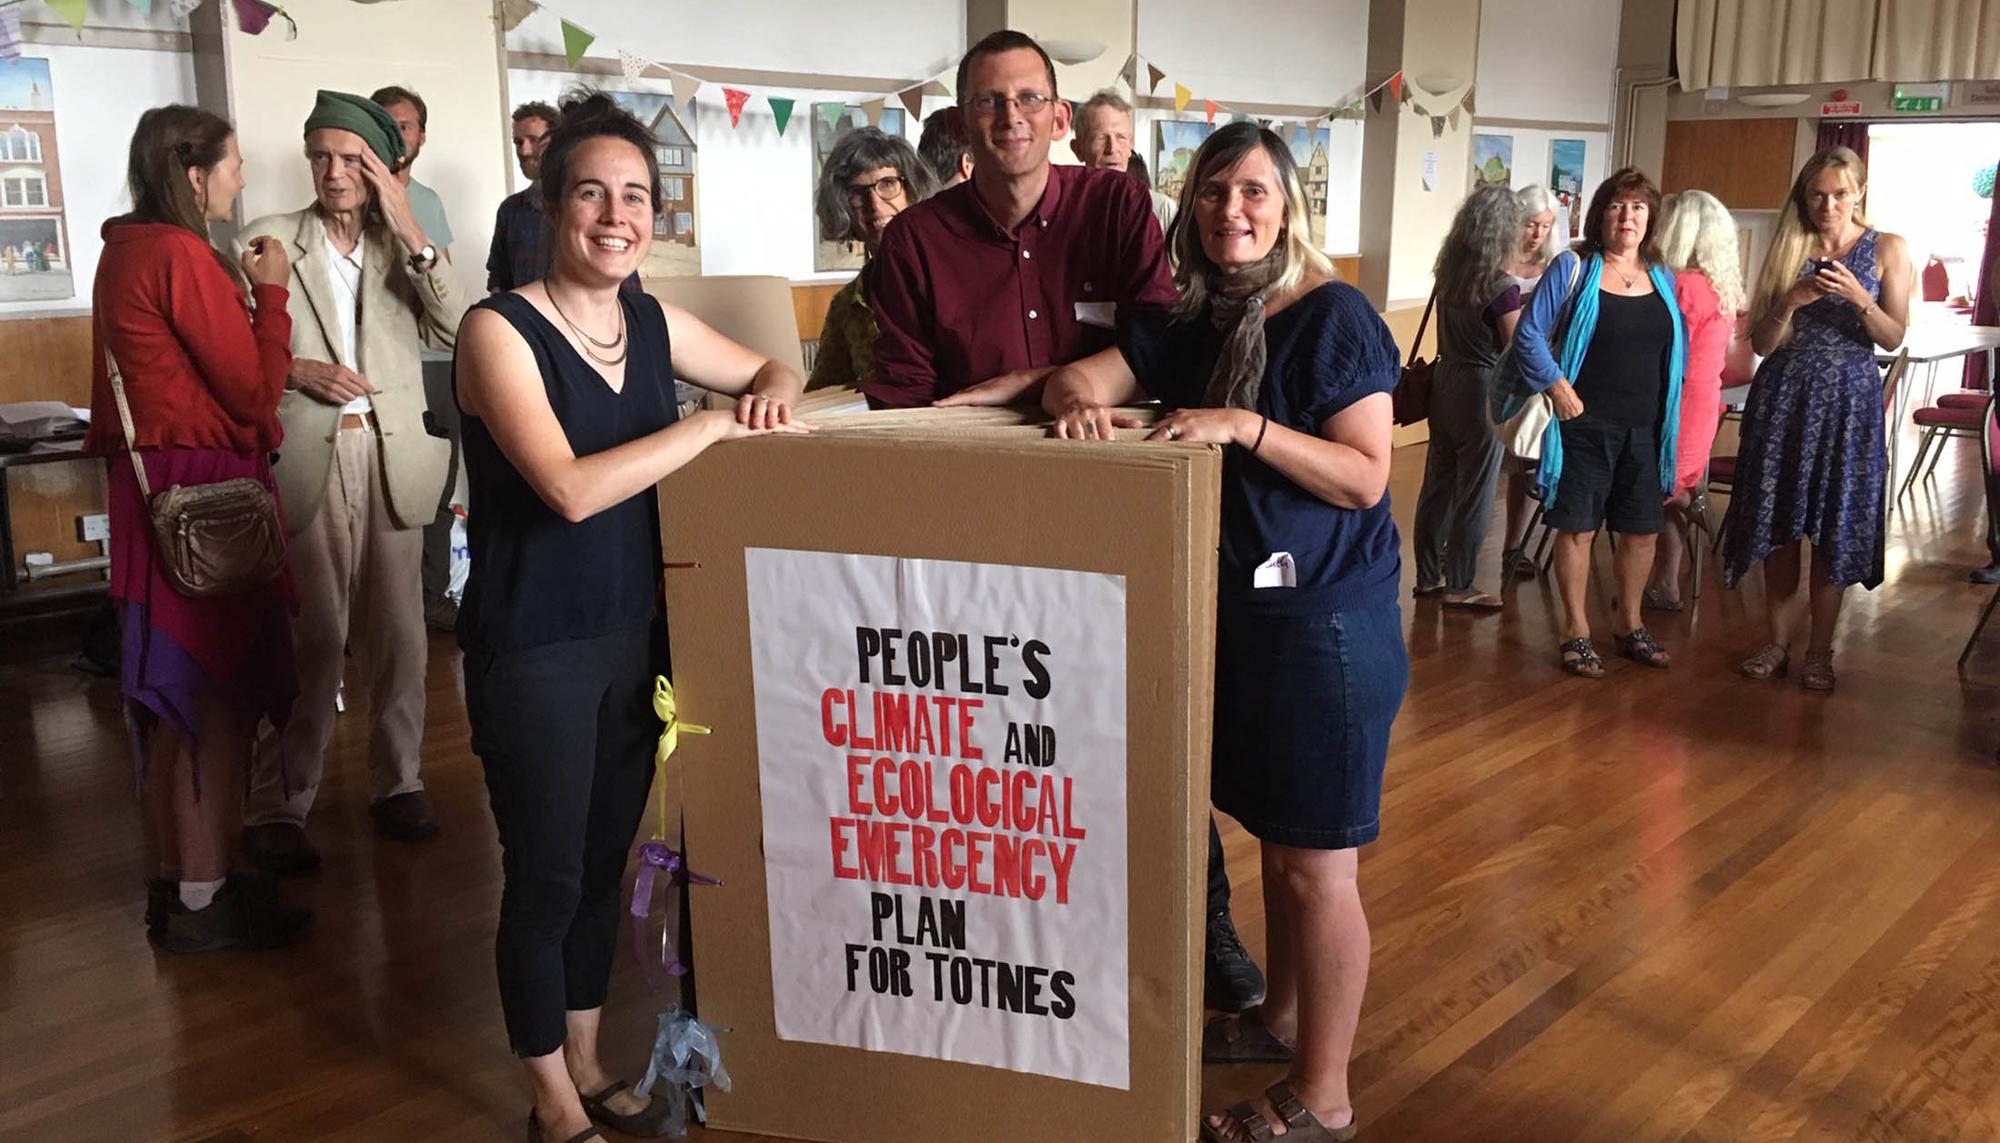 PEOPLE'S
CLIMATE AND
ECOLOGICAL
EMERGENCY
PLAN
FOR TOTNES